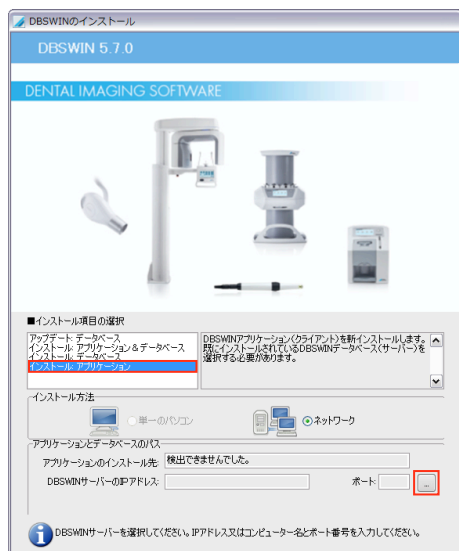 DBSWINのインストール
DBSWIN 5.7.0
DENTAL IMAGING SOFTWARE
■インストール項目の選択
アップデート: データベース
インストール: アプリケーション&データベース
インストール: データベース
インストール: アプリケーション
DBSWINアプリケーション(クライアント)を新インストールします。
既にインストールされているDBSWINデータベース(サーバー)を
選択する必要があります。
インストール方法
単一のパソコン
ネットワーク
アプリケーションとデータベースのパス
アプリケーションのインストール先: 検出できませんでした。
DBSWINサーバーのIPアドレス:
ポート:
...
DBSWINサーバーを選択してください。IPアドレス又はコンピューター名とポート番号を入力してください。